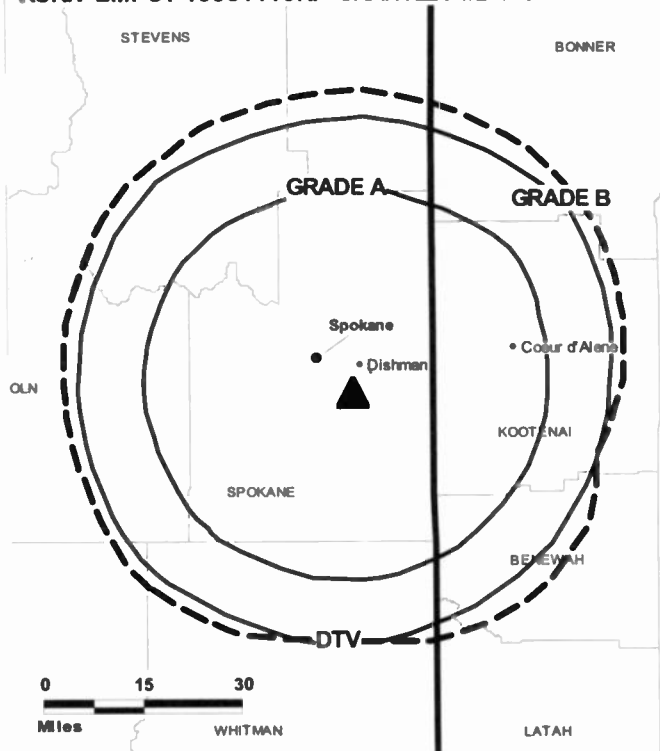 STEVENS
BONNER
GRADE A
GRADE B
Spokane
Dishman
Coeur d'Alene
OLN
KOOTENAI
SPOKANE
BENEWAH
DTV
0 15 30
Miles
WHITMAN
LATAH